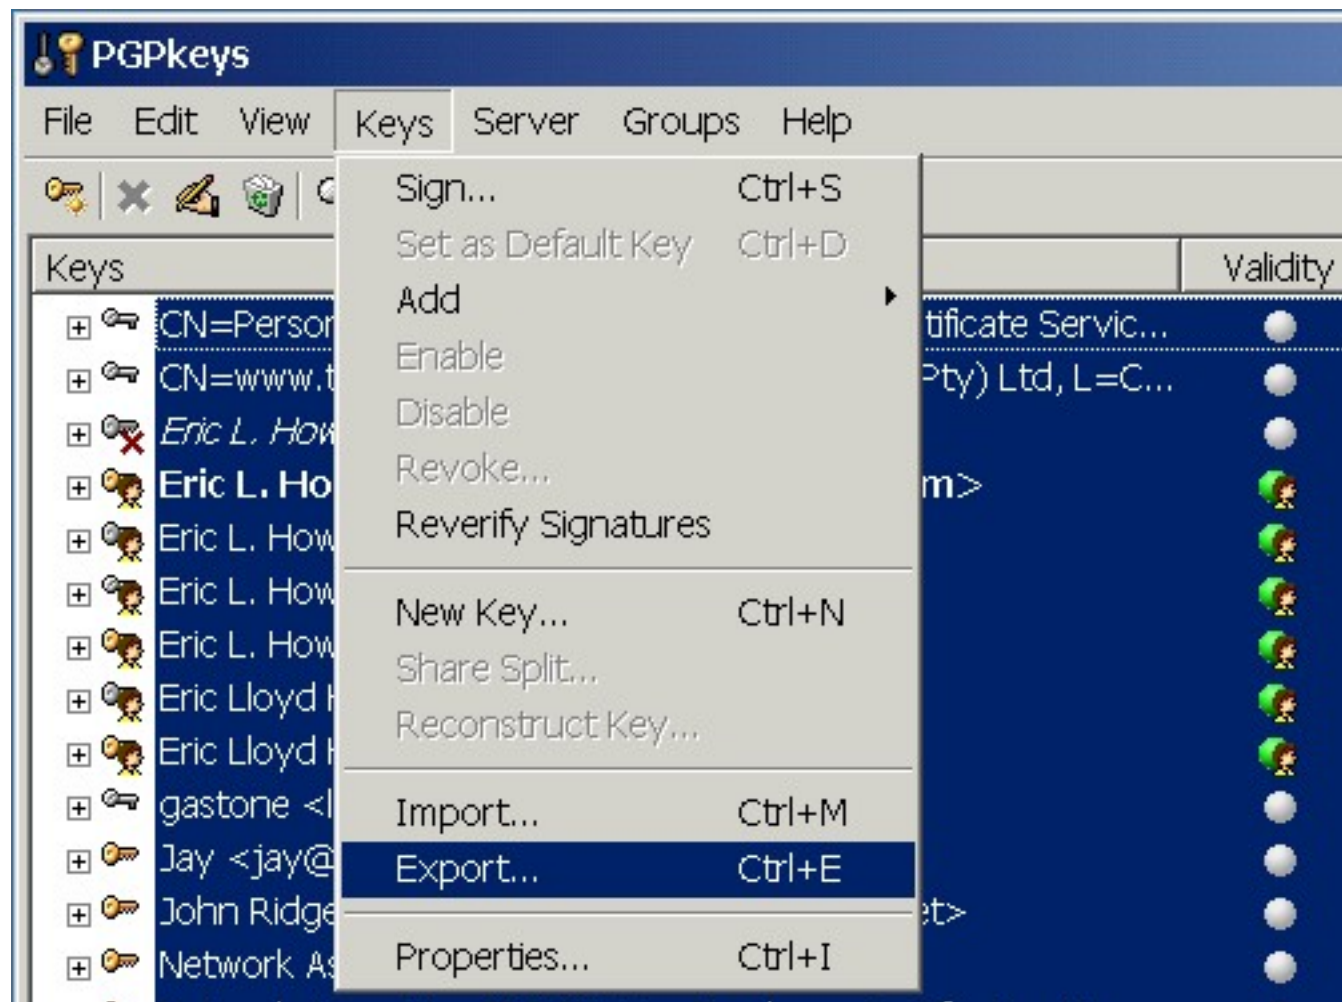 PGPkeys
File Edit View Keys Server Groups Help
Sign... Ctrl+S
Set as Default Key Ctrl+D
Keys Validity
Add
CN=Person tificate Servic...
Enable
CN=www.t Pty) Ltd, L=C...
Disable
Eric L. How
Revoke...
Eric L. Ho m>
Reverify Signatures
Eric L. How
Eric L. How
New Key... Ctrl+N
Eric L. How
Share Split...
Eric Lloyd H
Reconstruct Key...
Eric Lloyd H
gastone <l
Import... Ctrl+M
Jay <jay@
Export... Ctrl+E
John Ridge et>
Network As
Properties... Ctrl+I